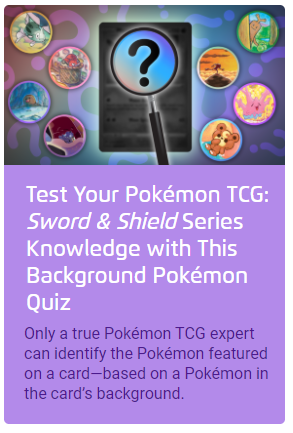 ?
Test Your Pokémon TCG:
Sword & Shield Series
Knowledge with This
Background Pokémon
Quiz
Only a true Pokémon TCG expert
can identify the Pokémon featured
on a card—based on a Pokémon in
the card's background.